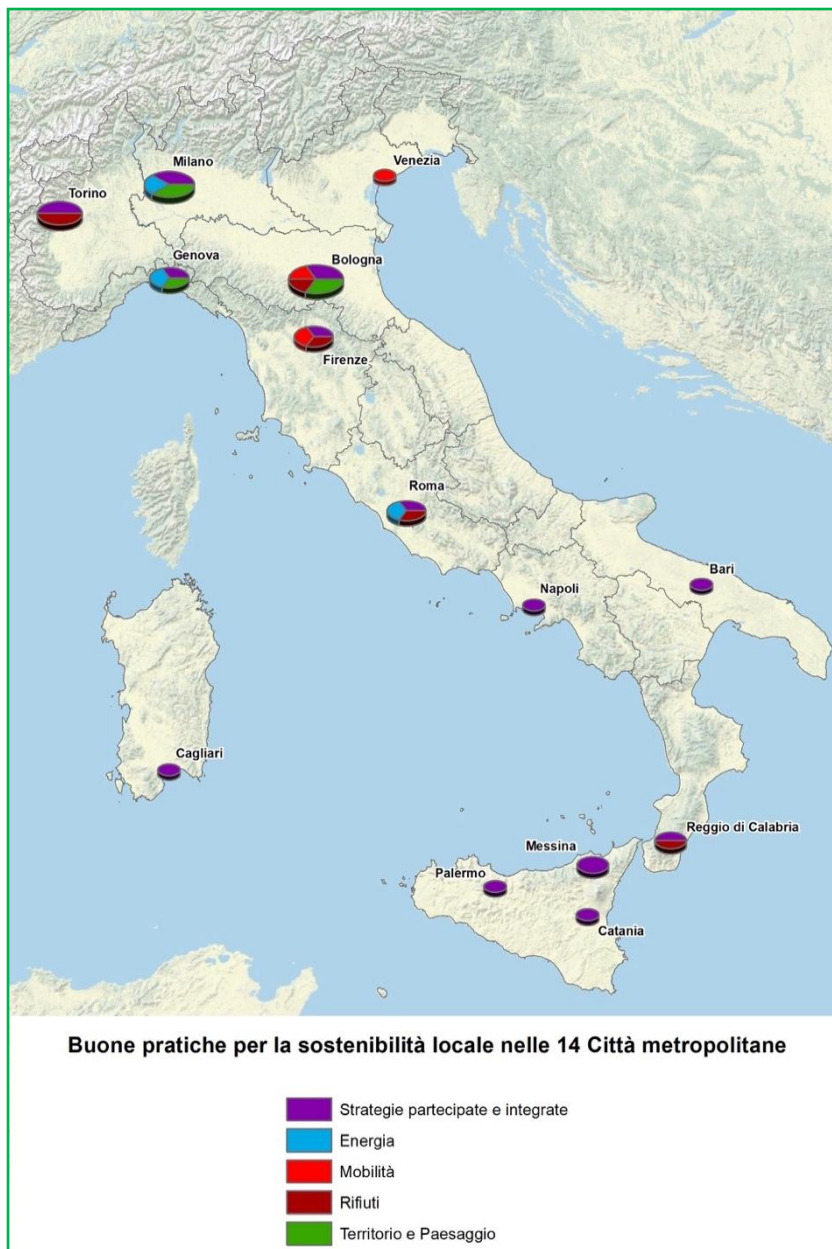 Milano
Venezia
Torino
Genova
Bologna
Firenze
Roma
Bari
Napoli
Cagliari
Reggio di Calabria
Messina
Palermo
Catania
Buone pratiche per la sostenibilità locale nelle 14 Città metropolitane
Strategie partecipate e integrate
Energia
Mobilità
Rifiuti
Territorio e Paesaggio